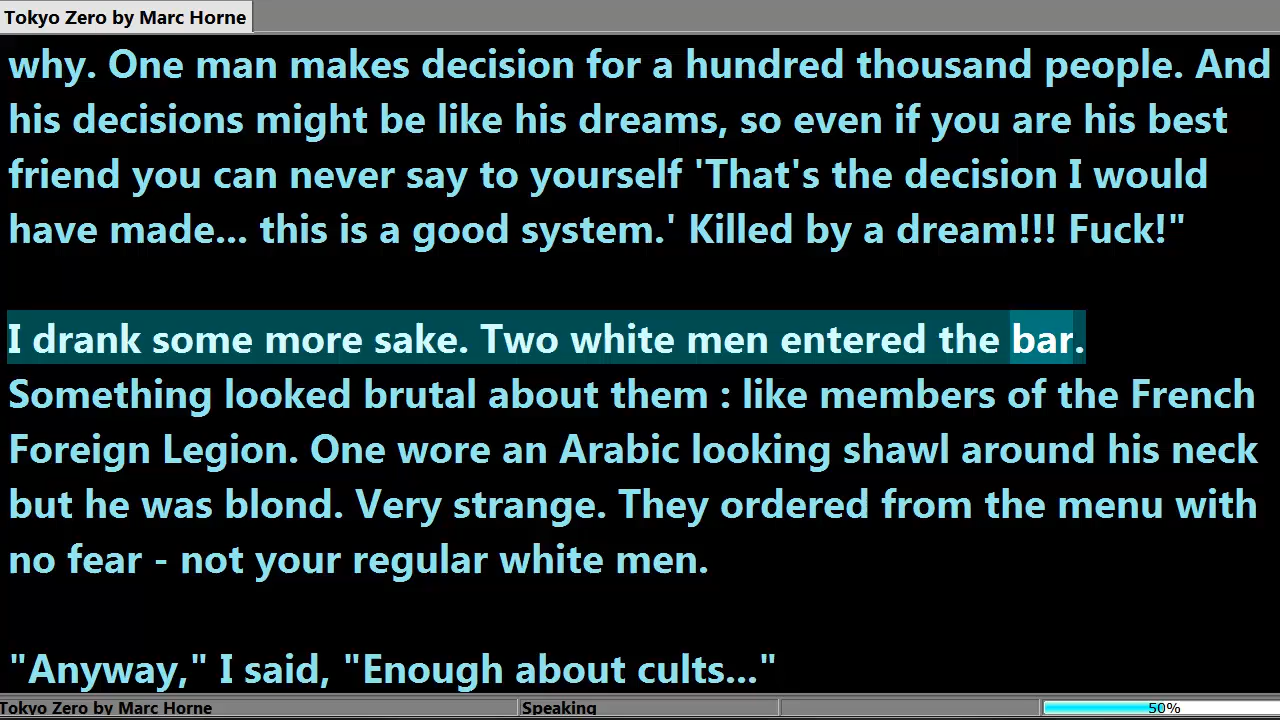 Tokyo Zero by Marc Horne
why. One man makes decision for a hundred thousand people. And
his decisions might be like his dreams, so even if you are his best
friend you can never say to yourself 'That's the decision I would
have made... this is a good system.' Killed by a dream!!! Fuck!"
I drank some more sake. Two white men entered the bar.
Something looked brutal about them : like members of the French
Foreign Legion. One wore an Arabic looking shawl around his neck
but he was blond. Very strange. They ordered from the menu with
no fear - not your regular white men.
"Anyway," I said, "Enough about cults..."
Tokyo Zero by Marc Horne Speaking 50%